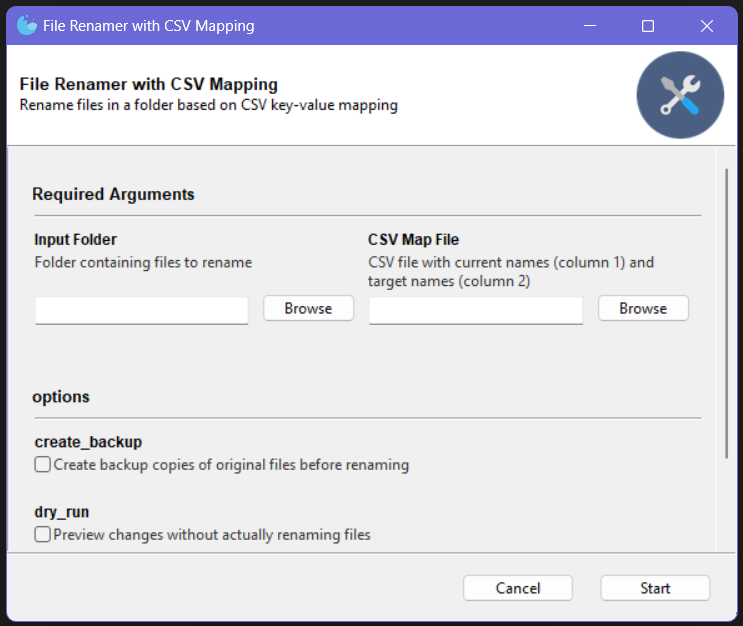 File Renamer with CSV Mapping
File Renamer with CSV Mapping
Rename files in a folder based on CSV key-value mapping
Required Arguments
Input Folder
Folder containing files to rename
Browse
CSV Map File
CSV file with current names (column 1) and
target names (column 2)
Browse
options
create_backup
Create backup copies of original files before renaming
dry_run
Preview changes without actually renaming files
Cancel
Start